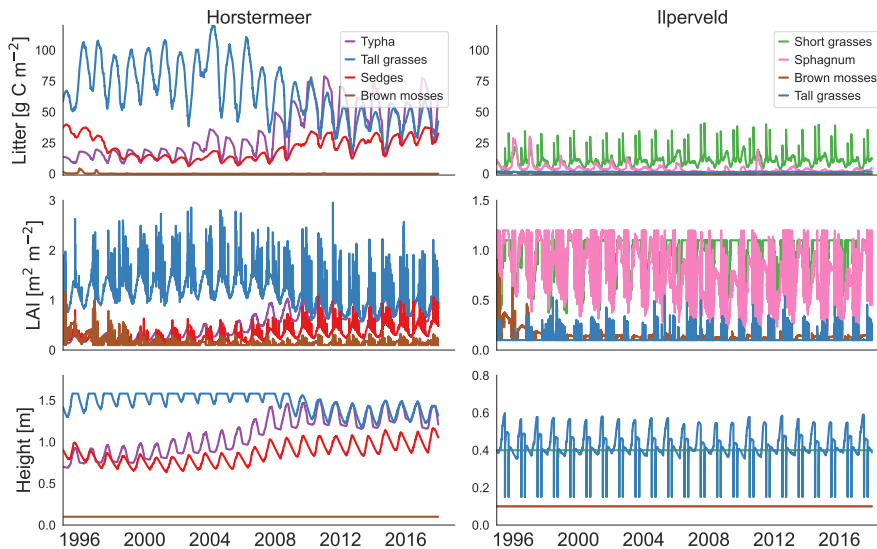 Horstermeer
Ilperveld
Litter [g C m−2]
100
75
50
25
0
Typha
Tall grasses
Sedges
Brown mosses
100
75
50
25
0
Short grasses
Sphagnum
Brown mosses
Tall grasses
LAI [m2 m−2]
3
2
1
0
1.5
1.0
0.5
0.0
Height [m]
1.5
1.0
0.5
0.0
0.8
0.6
0.4
0.2
0.0
1996 2000 2004 2008 2012 2016
1996 2000 2004 2008 2012 2016